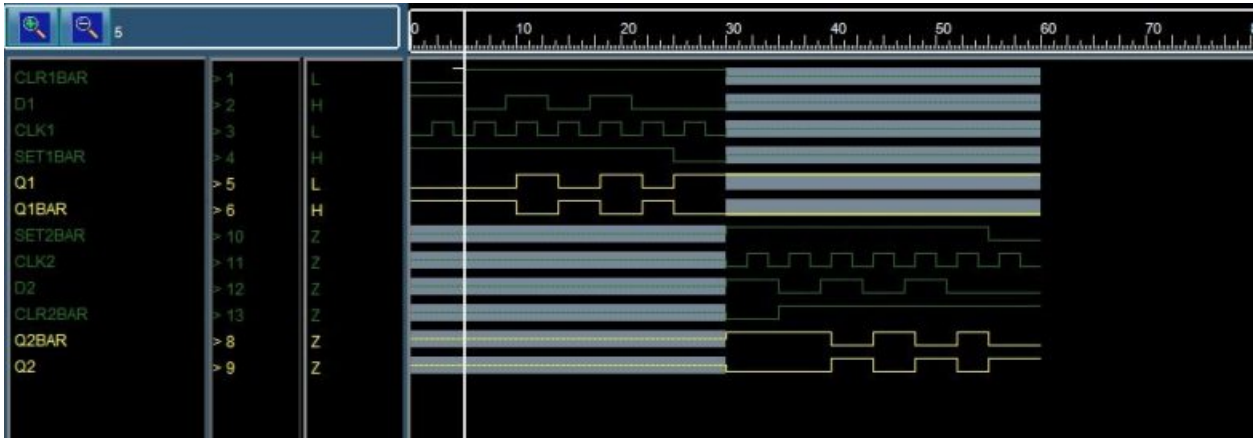 5
0 10 20 30 40 50 60 70 8
CLR1BAR > 1 L
D1 > 2 H
CLK1 > 3 L
SET1BAR > 4 H
Q1 > 5 L
Q1BAR > 6 H
SET2BAR > 10 Z
CLK2 > 11 Z
D2 > 12 Z
CLR2BAR > 13 Z
Q2BAR > 8 Z
Q2 > 9 Z